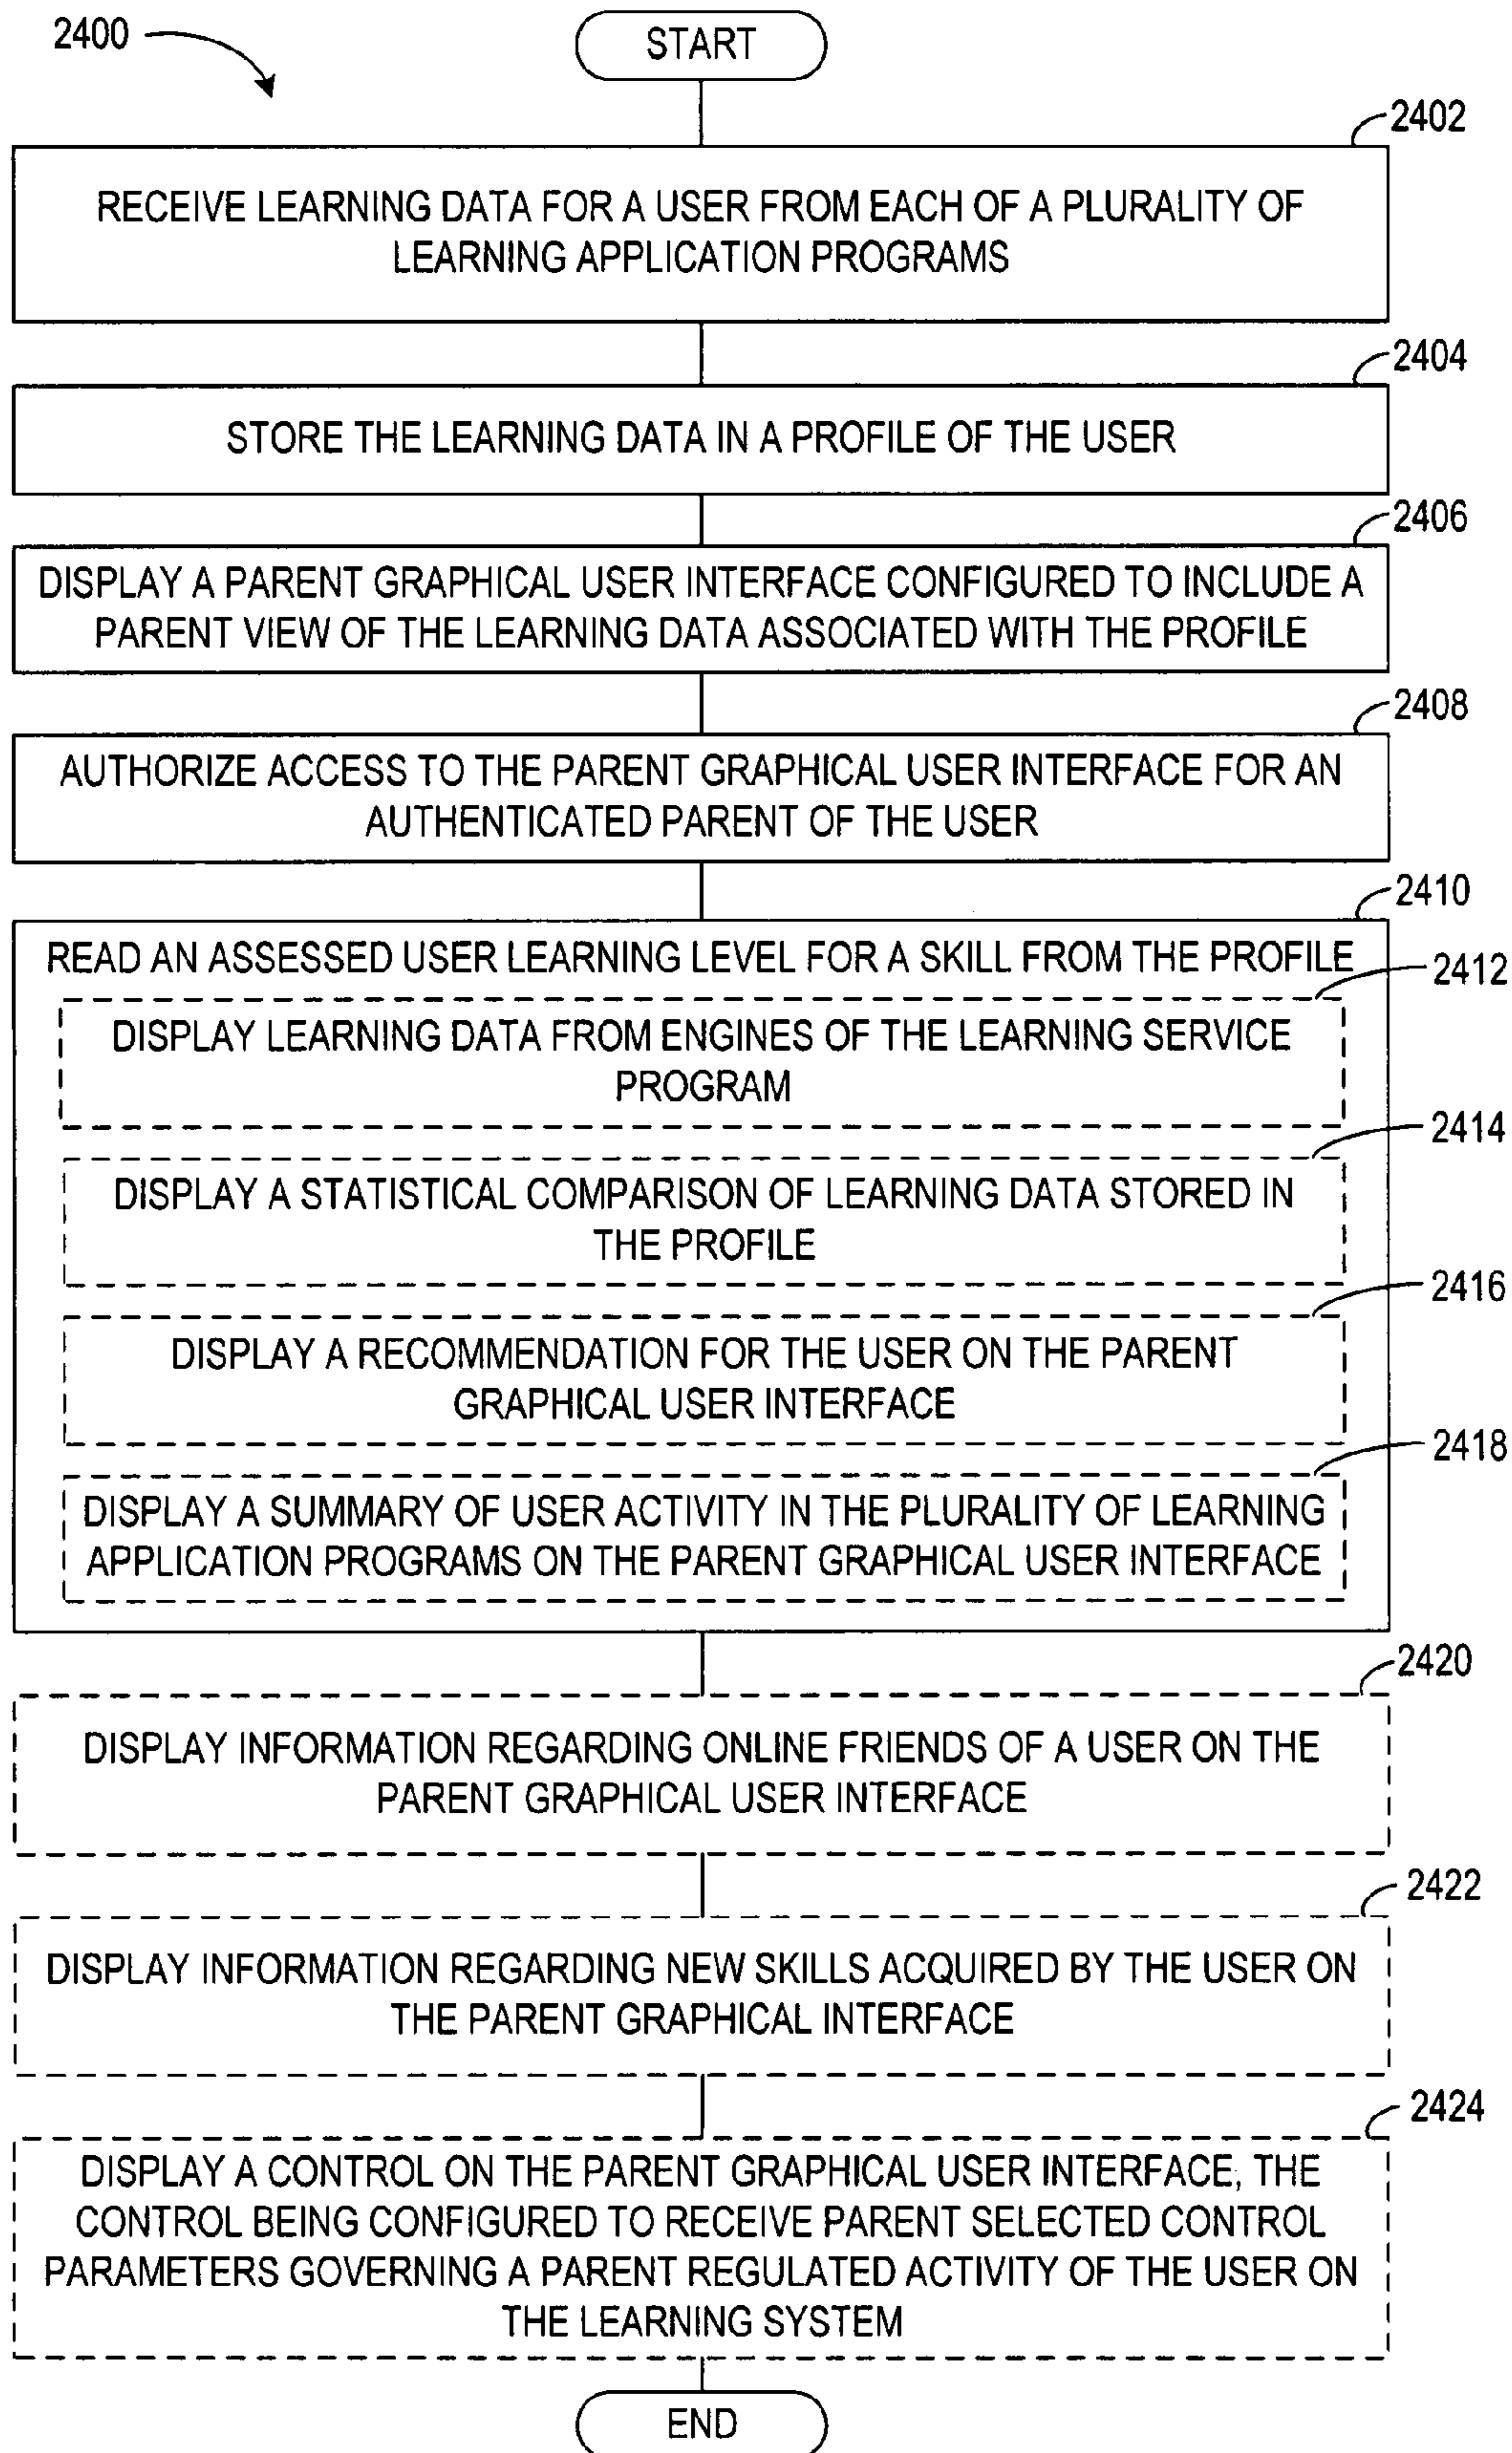 2400
START
2402
RECEIVE LEARNING DATA FOR A USER FROM EACH OF A PLURALITY OF
LEARNING APPLICATION PROGRAMS
2404
STORE THE LEARNING DATA IN A PROFILE OF THE USER
2406
DISPLAY A PARENT GRAPHICAL USER INTERFACE CONFIGURED TO INCLUDE A
PARENT VIEW OF THE LEARNING DATA ASSOCIATED WITH THE PROFILE
2408
AUTHORIZE ACCESS TO THE PARENT GRAPHICAL USER INTERFACE FOR AN
AUTHENTICATED PARENT OF THE USER
2410
READ AN ASSESSED USER LEARNING LEVEL FOR A SKILL FROM THE PROFILE
2412
DISPLAY LEARNING DATA FROM ENGINES OF THE LEARNING SERVICE
PROGRAM
2414
DISPLAY A STATISTICAL COMPARISON OF LEARNING DATA STORED IN
THE PROFILE
2416
DISPLAY A RECOMMENDATION FOR THE USER ON THE PARENT
GRAPHICAL USER INTERFACE
2418
DISPLAY A SUMMARY OF USER ACTIVITY IN THE PLURALITY OF LEARNING
APPLICATION PROGRAMS ON THE PARENT GRAPHICAL USER INTERFACE
2420
DISPLAY INFORMATION REGARDING ONLINE FRIENDS OF A USER ON THE
PARENT GRAPHICAL USER INTERFACE
2422
DISPLAY INFORMATION REGARDING NEW SKILLS ACQUIRED BY THE USER ON
THE PARENT GRAPHICAL INTERFACE
2424
DISPLAY A CONTROL ON THE PARENT GRAPHICAL USER INTERFACE, THE
CONTROL BEING CONFIGURED TO RECEIVE PARENT SELECTED CONTROL
PARAMETERS GOVERNING A PARENT REGULATED ACTIVITY OF THE USER ON
THE LEARNING SYSTEM
END